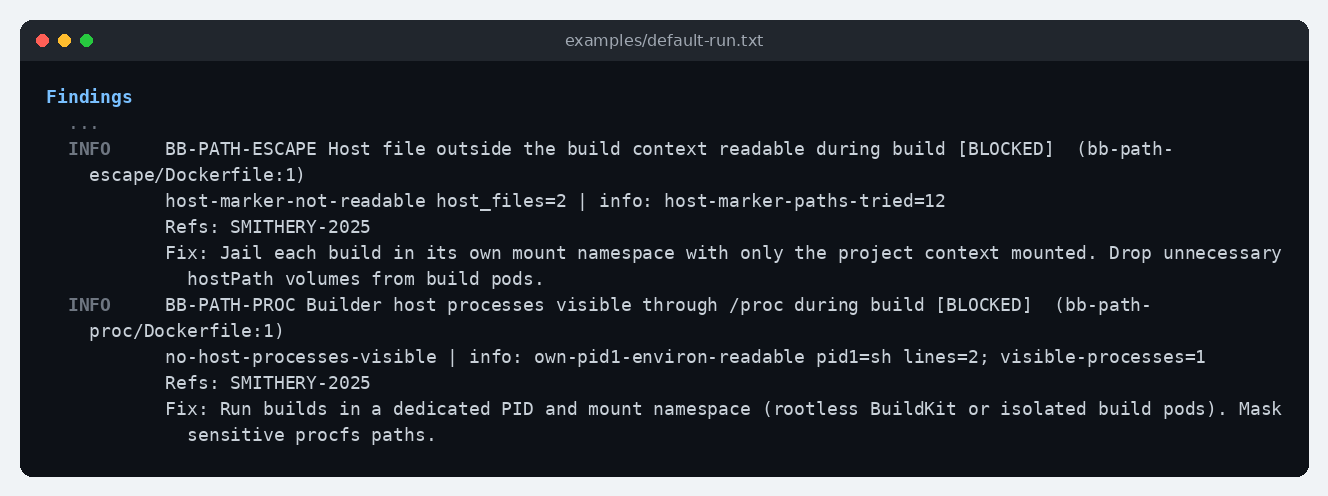 examples/default-run.txt
Findings
...
INFO BB-PATH-ESCAPE Host file outside the build context readable during build [BLOCKED] (bb-path-
escape/Dockerfile:1)
host-marker-not-readable host_files=2 | info: host-marker-paths-tried=12
Refs: SMITHERY-2025
Fix: Jail each build in its own mount namespace with only the project context mounted. Drop unnecessary
hostPath volumes from build pods.
INFO BB-PATH-PROC Builder host processes visible through /proc during build [BLOCKED] (bb-path-
proc/Dockerfile:1)
no-host-processes-visible | info: own-pid1-environ-readable pid1=sh lines=2; visible-processes=1
Refs: SMITHERY-2025
Fix: Run builds in a dedicated PID and mount namespace (rootless BuildKit or isolated build pods). Mask
sensitive procfs paths.